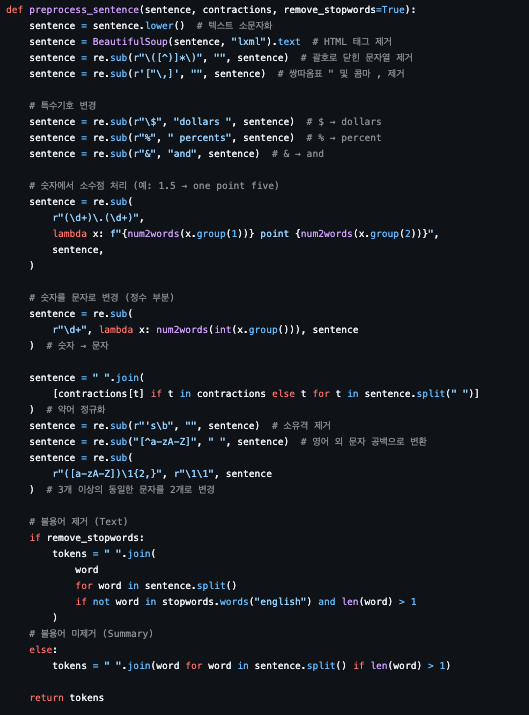 def preprocess_sentence(sentence, contractions, remove_stopwords=True):
    sentence = sentence.lower()  # 텍스트 소문자화
    sentence = BeautifulSoup(sentence, "lxml").text  # HTML 태그 제거
    sentence = re.sub(r"\([^)]*\)", "", sentence)  # 괄호로 닫힌 문자열 제거
    sentence = re.sub(r'["\,]', "", sentence)  # 쌍따옴표 " 및 콤마 , 제거

    # 특수기호 변경
    sentence = re.sub(r"\$", "dollars ", sentence)  # $ → dollars
    sentence = re.sub(r"%", " percents", sentence)  # % → percent
    sentence = re.sub(r"&", "and", sentence)  # & → and

    # 숫자에서 소수점 처리 (예: 1.5 → one point five)
    sentence = re.sub(
        r"(\d+)\.(\d+)",
        lambda x: f"{num2words(x.group(1))} point {num2words(x.group(2))}",
        sentence,
    )

    # 숫자를 문자로 변경 (정수 부분)
    sentence = re.sub(
        r"\d+", lambda x: num2words(int(x.group())), sentence
    )  # 숫자 → 문자

    sentence = " ".join(
        [contractions[t] if t in contractions else t for t in sentence.split(" ")]
    )  # 약어 정규화
    sentence = re.sub(r"'s\b", "", sentence)  # 소유격 제거
    sentence = re.sub("[^a-zA-Z]", " ", sentence)  # 영어 외 문자 공백으로 변환
    sentence = re.sub(
        r"([a-zA-Z])\1{2,}", r"\1\1", sentence
    )  # 3개 이상의 동일한 문자를 2개로 변경

    # 불용어 제거 (Text)
    if remove_stopwords:
        tokens = " ".join(
            word
            for word in sentence.split()
            if not word in stopwords.words("english") and len(word) > 1
        )
    # 불용어 미제거 (Summary)
    else:
        tokens = " ".join(word for word in sentence.split() if len(word) > 1)

    return tokens